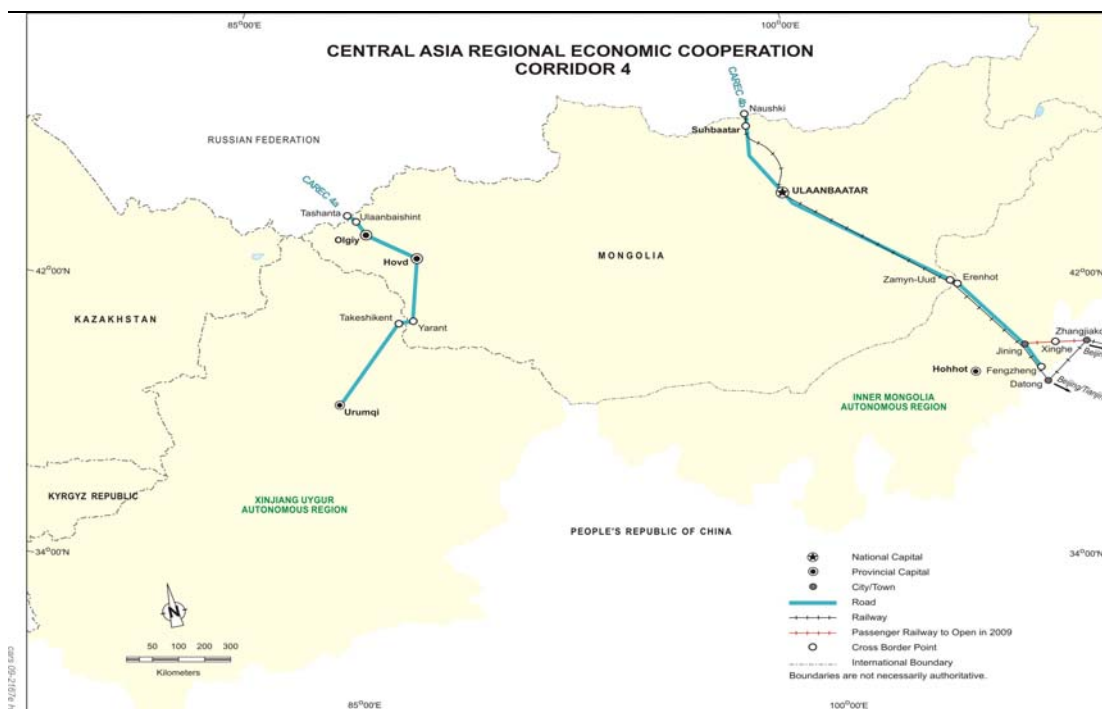 85°00'E
100°00'E
CENTRAL ASIA REGIONAL ECONOMIC COOPERATION
CORRIDOR 4
CAREC 4b
Naushki
Suhbaatar
RUSSIAN FEDERATION
ULAANBAATAR
CAREC 4a
Tashanta
Ulaanbaishint
Olgiy
Hovd
MONGOLIA
42°00'N
42°00'N
Zamyn-Uud
Erenhot
KAZAKHSTAN
Takeshikent
Yarant
Zhangjiako
Jining
Xinghe
Beijin
Hohhot
Fengzheng
Datong
Beijing/Tianjin
Urumqi
INNER MONGOLIA
AUTONOMOUS REGION
KYRGYZ REPUBLIC
XINJIANG UYGUR
AUTONOMOUS REGION
PEOPLE'S REPUBLIC OF CHINA
34°00'N
34°00'N
National Capital
Provincial Capital
City/Town
Road
Railway
Passenger Railway to Open in 2009
Cross Border Point
International Boundary
Boundaries are not necessarily authoritative.
N
50 100 200 300
Kilometers
85°00'E
100°00'E